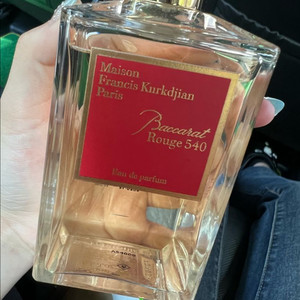 Maison
Francis Kurkdjian
Paris
Baccarat
Rouge 540
Eau de parfum